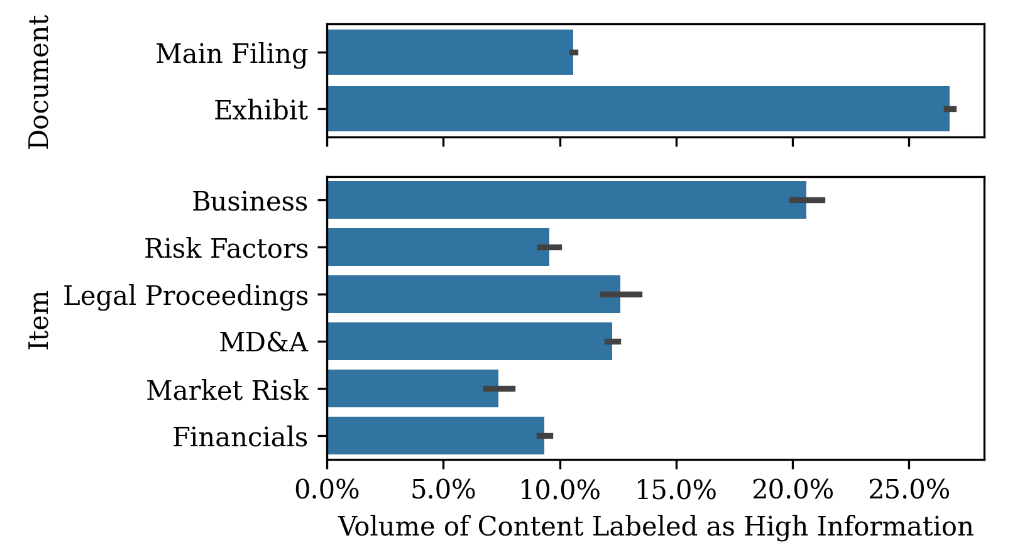 Document
Main Filing
Exhibit
Item
Business
Risk Factors
Legal Proceedings
MD&A
Market Risk
Financials
0.0% 5.0% 10.0% 15.0% 20.0% 25.0%
Volume of Content Labeled as High Information